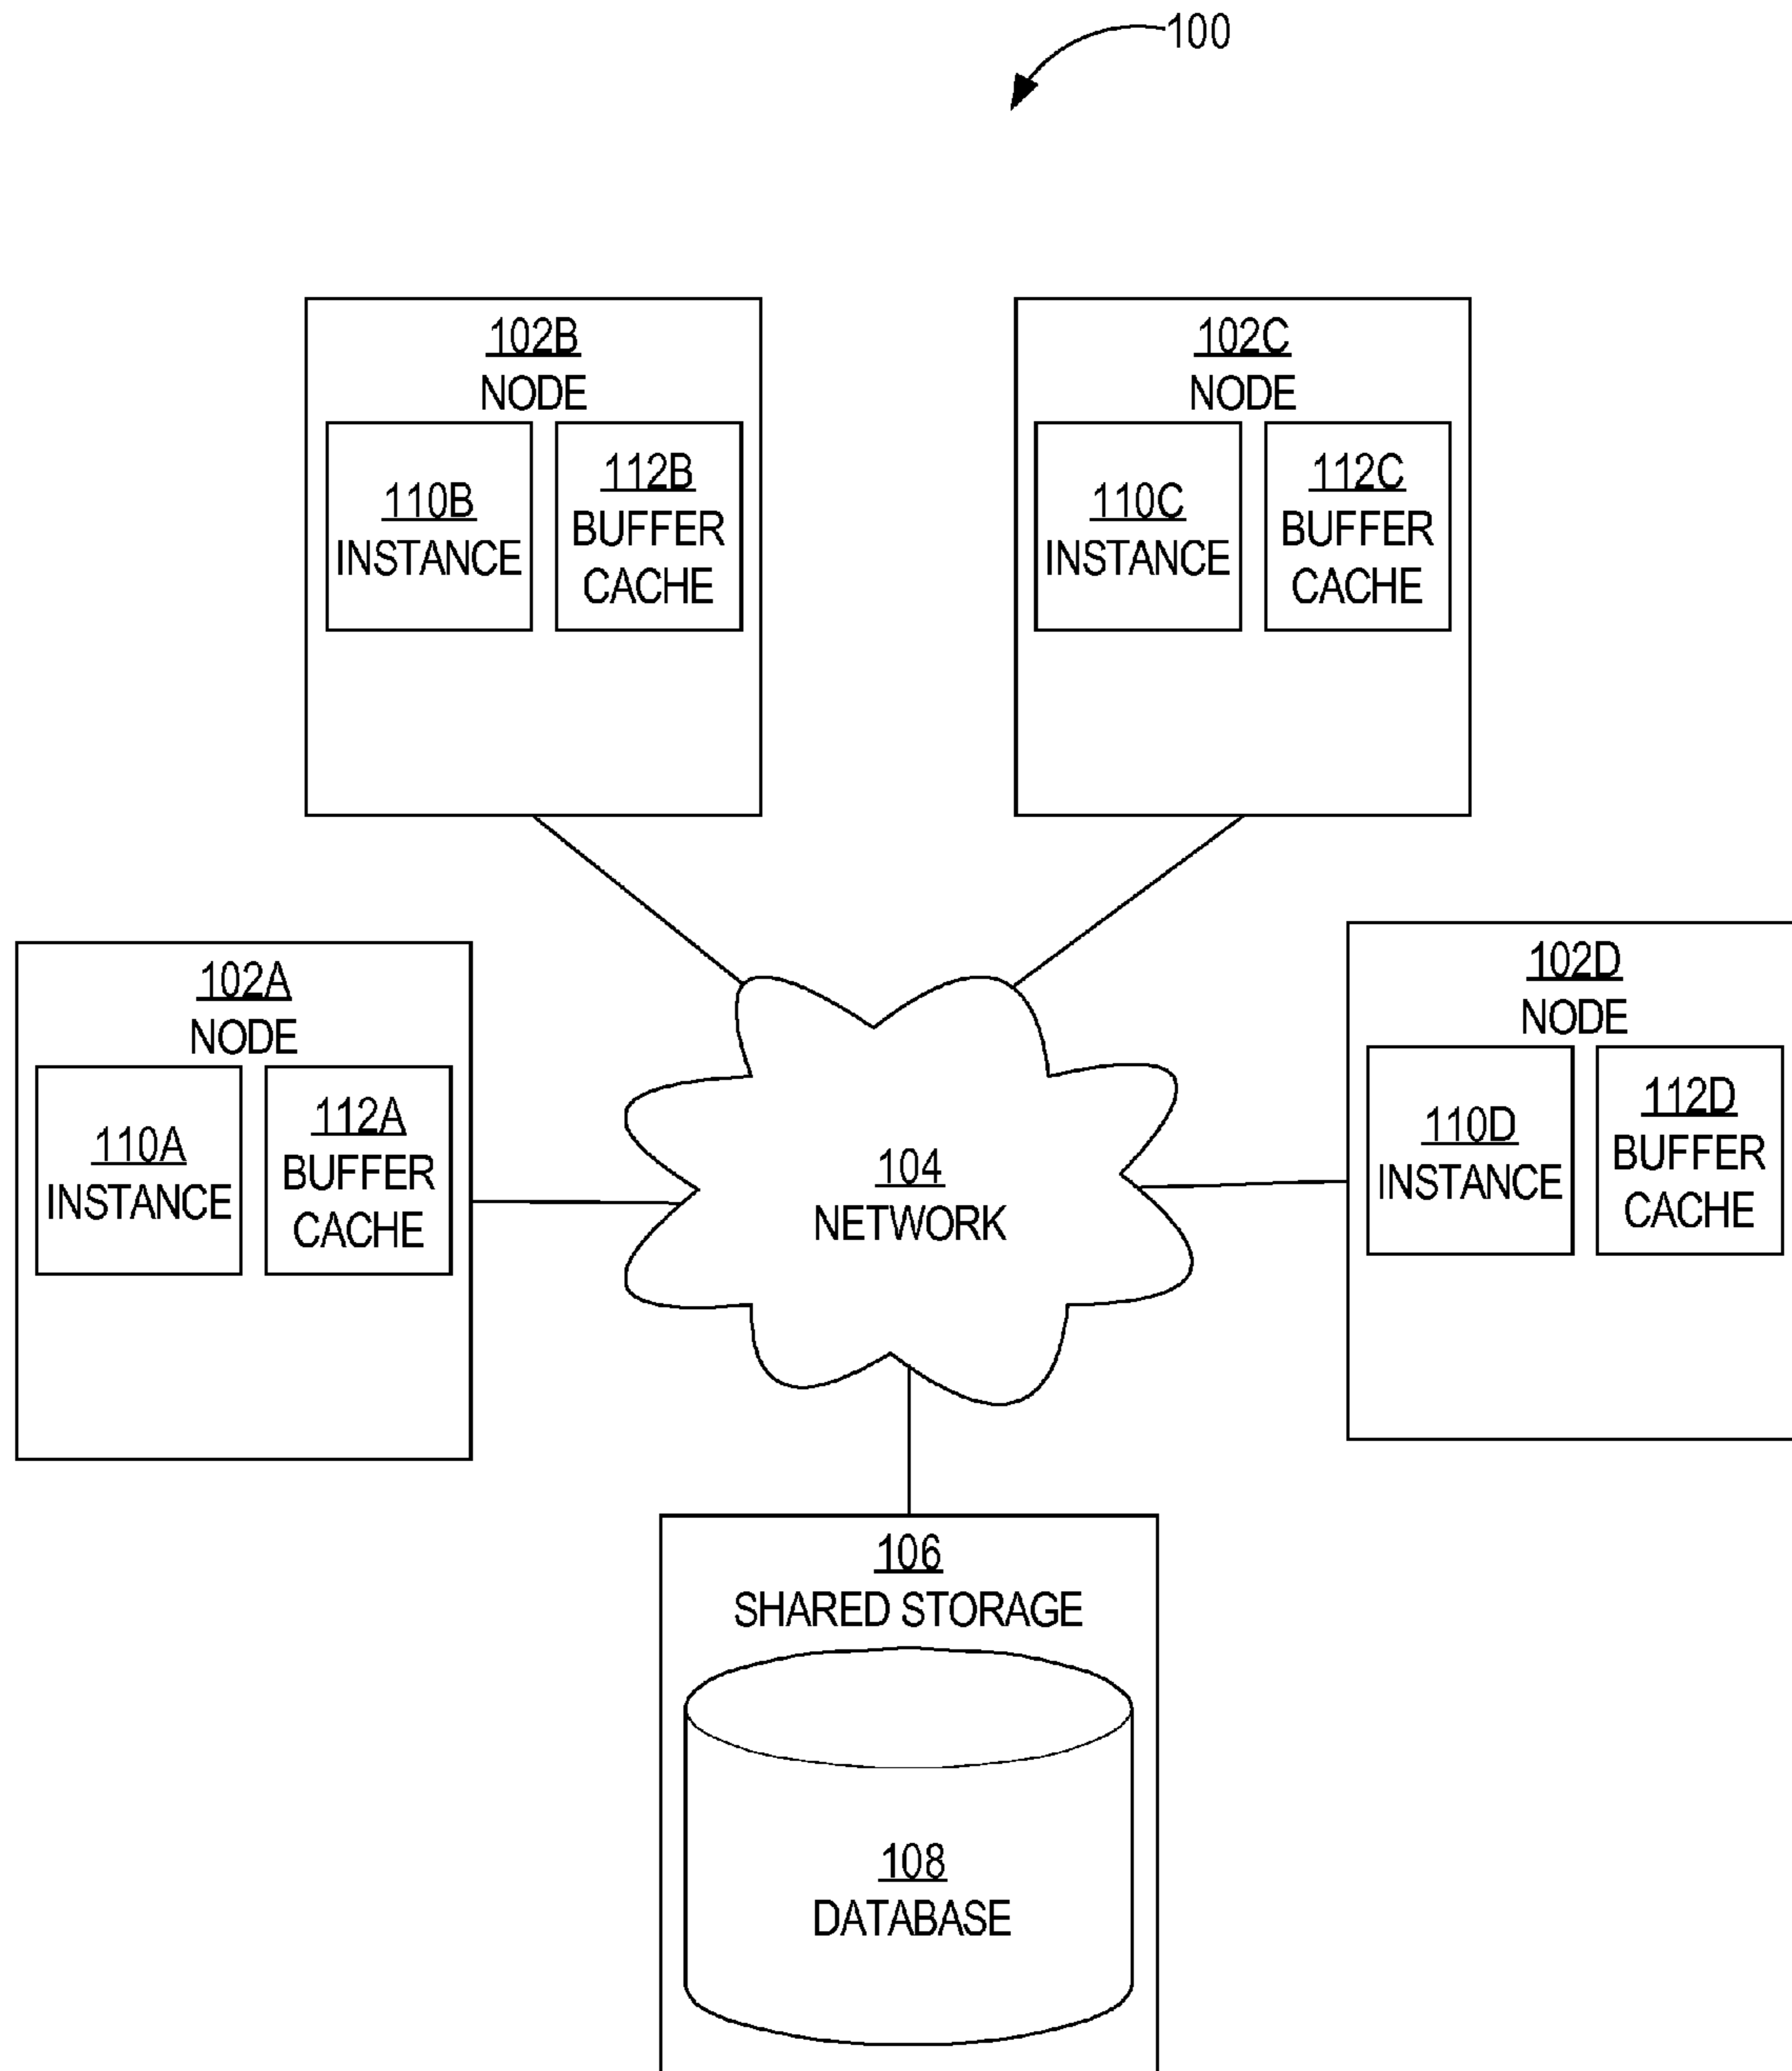 100
102B
NODE
110B
INSTANCE
112B
BUFFER
CACHE
102C
NODE
110C
INSTANCE
112C
BUFFER
CACHE
102A
NODE
110A
INSTANCE
112A
BUFFER
CACHE
104
NETWORK
102D
NODE
110D
INSTANCE
112D
BUFFER
CACHE
106
SHARED STORAGE
108
DATABASE